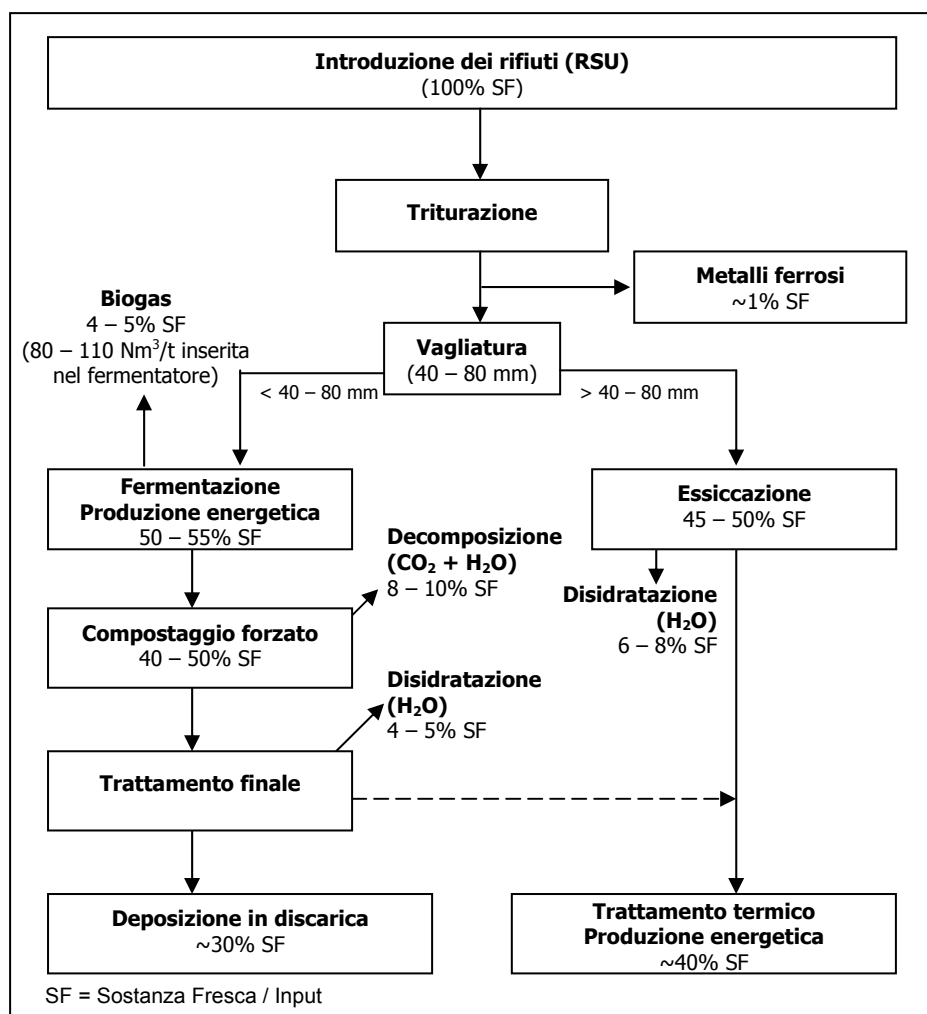 Introduzione dei rifiuti (RSU)
(100% SF)
Triturazione
Metalli ferrosi
~1% SF
Biogas
4 – 5% SF
(80 – 110 Nm³/t inserita
nel fermentatore)
Vagliatura
(40 – 80 mm)
< 40 – 80 mm
> 40 – 80 mm
Fermentazione
Produzione energetica
50 – 55% SF
Essiccazione
45 – 50% SF
Decomposizione
(CO₂ + H₂O)
8 – 10% SF
Disidratazione
(H₂O)
6 – 8% SF
Compostaggio forzato
40 – 50% SF
Disidratazione
(H₂O)
4 – 5% SF
Trattamento finale
Deposizione in discarica
~30% SF
Trattamento termico
Produzione energetica
~40% SF
SF = Sostanza Fresca / Input